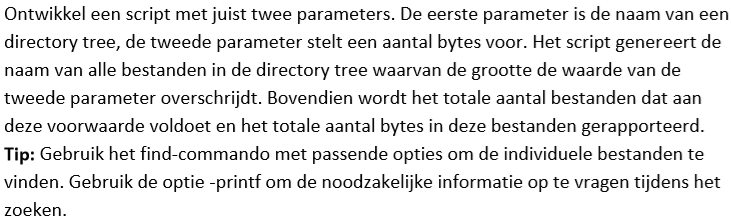 Ontwikkel een script met juist twee parameters. De eerste parameter is de naam van een
directory tree, de tweede parameter stelt een aantal bytes voor. Het script genereert de
naam van alle bestanden in de directory tree waarvan de grootte de waarde van de
tweede parameter overschrijdt. Bovendien wordt het totale aantal bestanden dat aan
deze voorwaarde voldoet en het totale aantal bytes in deze bestanden gerapporteerd.
Tip: Gebruik het find-commando met passende opties om de individuele bestanden te
vinden. Gebruik de optie -printf om de noodzakelijke informatie op te vragen tijdens het
zoeken.